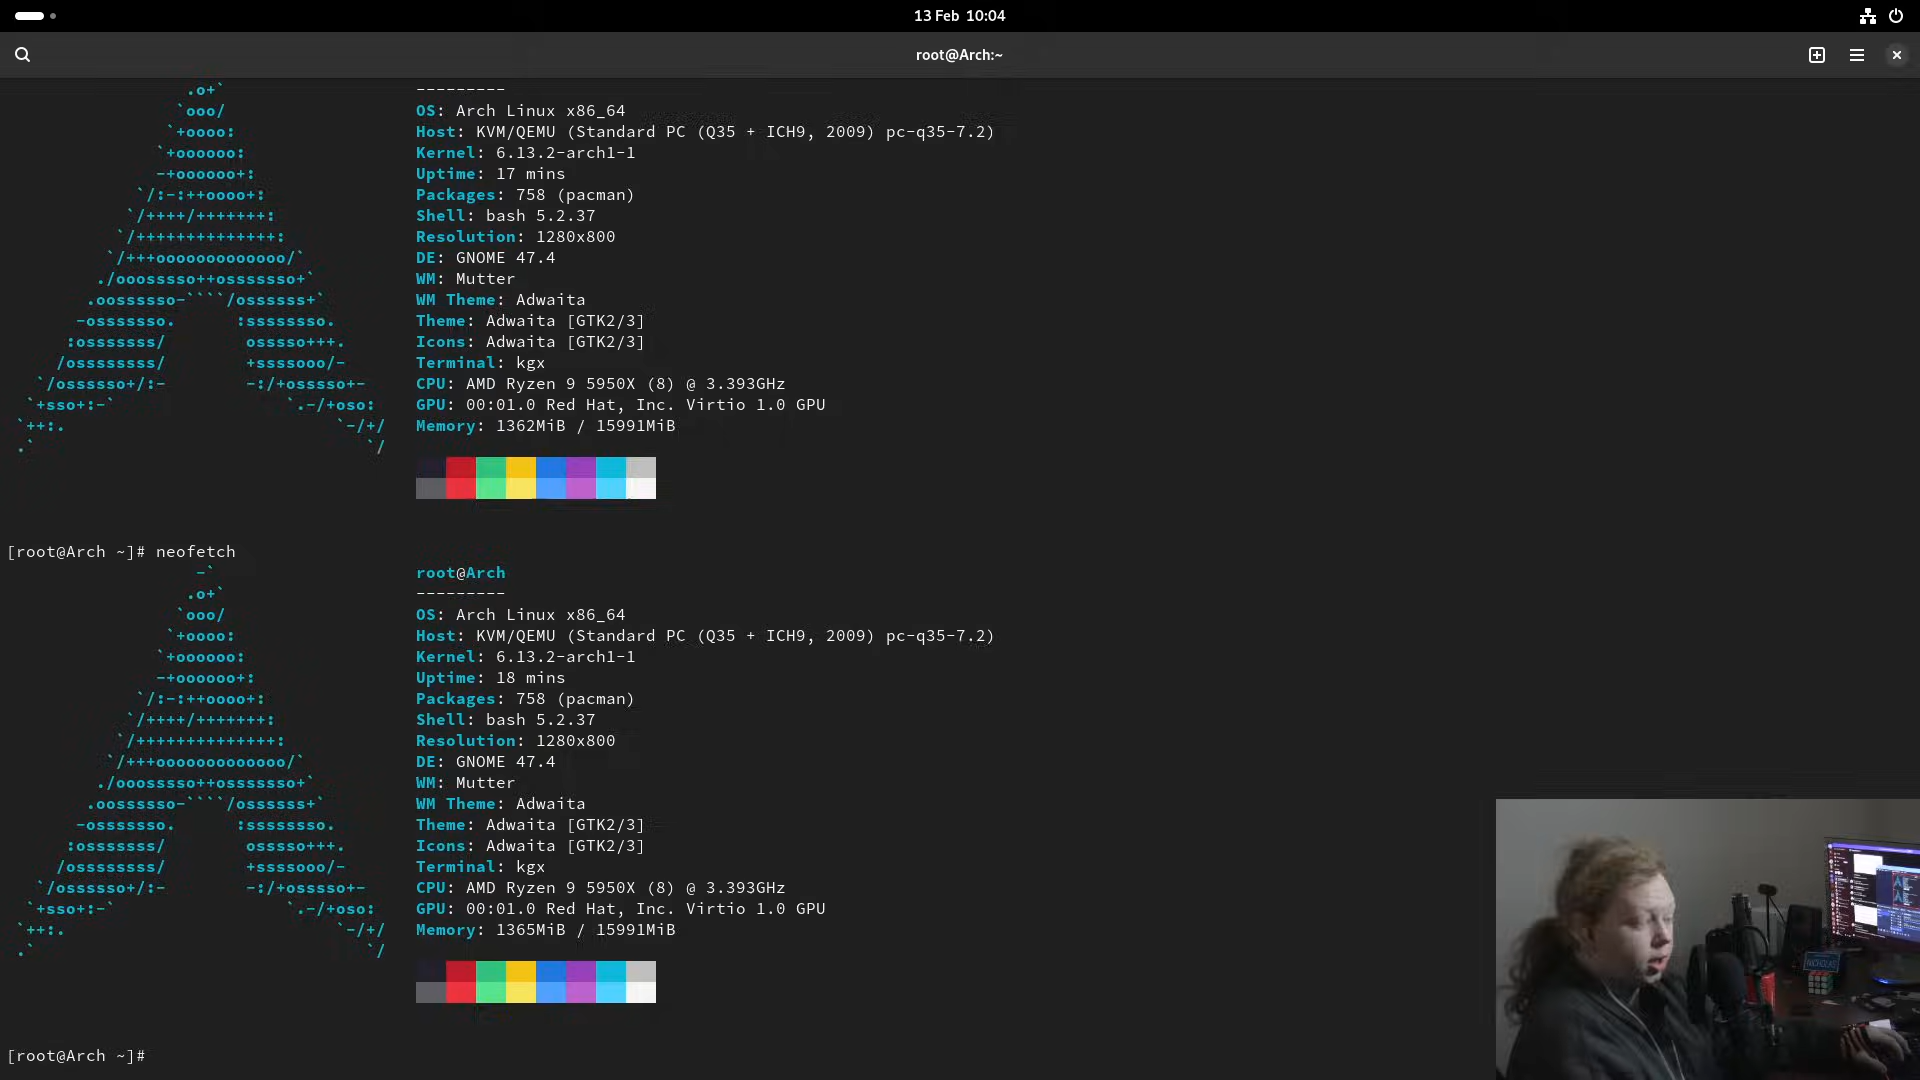 13 Feb 10:04
root@Arch:~
---------
OS: Arch Linux x86_64
Host: KVM/QEMU (Standard PC (Q35 + ICH9, 2009) pc-q35-7.2)
Kernel: 6.13.2-arch1-1
Uptime: 17 mins
Packages: 758 (pacman)
Shell: bash 5.2.37
Resolution: 1280x800
DE: GNOME 47.4
WM: Mutter
WM Theme: Adwaita
Theme: Adwaita [GTK2/3]
Icons: Adwaita [GTK2/3]
Terminal: kgx
CPU: AMD Ryzen 9 5950X (8) @ 3.393GHz
GPU: 00:01.0 Red Hat, Inc. Virtio 1.0 GPU
Memory: 1362MiB / 15991MiB
[root@Arch ~]# neofetch
root@Arch
---------
OS: Arch Linux x86_64
Host: KVM/QEMU (Standard PC (Q35 + ICH9, 2009) pc-q35-7.2)
Kernel: 6.13.2-arch1-1
Uptime: 18 mins
Packages: 758 (pacman)
Shell: bash 5.2.37
Resolution: 1280x800
DE: GNOME 47.4
WM: Mutter
WM Theme: Adwaita
Theme: Adwaita [GTK2/3]
Icons: Adwaita [GTK2/3]
Terminal: kgx
CPU: AMD Ryzen 9 5950X (8) @ 3.393GHz
GPU: 00:01.0 Red Hat, Inc. Virtio 1.0 GPU
Memory: 1365MiB / 15991MiB
NICHOLAS
[root@Arch ~]#